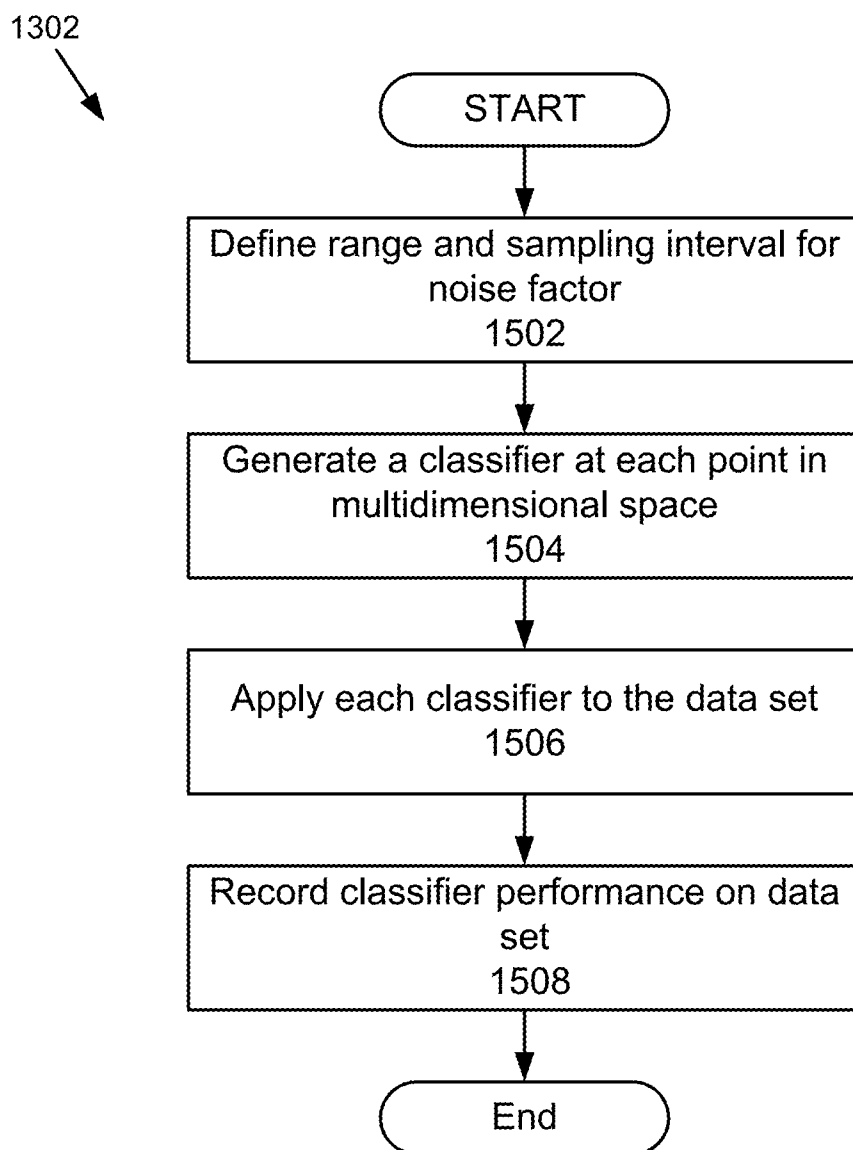 1302
START
Define range and sampling interval for
noise factor
1502
Generate a classifier at each point in
multidimensional space
1504
Apply each classifier to the data set
1506
Record classifier performance on data
set
1508
End